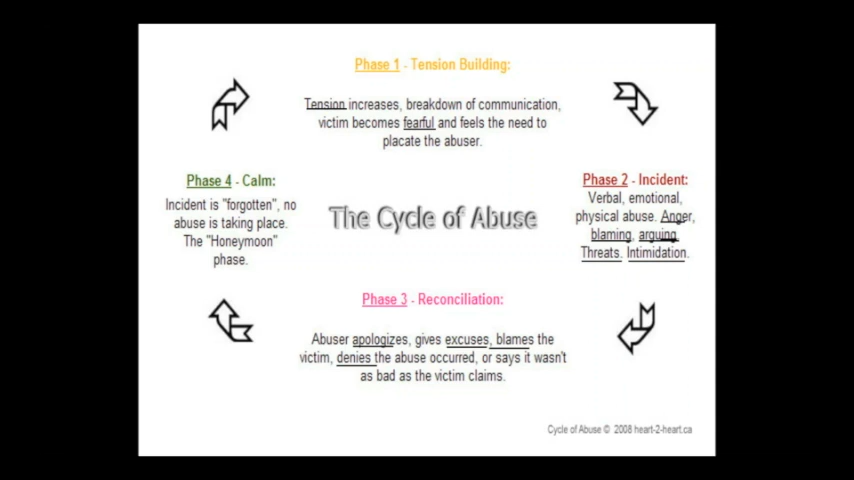 Phase 1 - Tension Building:
Tension increases, breakdown of communication,
victim becomes fearful and feels the need to
placate the abuser.
Phase 4 - Calm:
Incident is "forgotten", no
abuse is taking place.
The "Honeymoon"
phase.
The Cycle of Abuse
Phase 2 - Incident:
Verbal, emotional,
physical abuse. Anger,
blaming, arguing.
Threats. Intimidation.
Phase 3 - Reconciliation:
Abuser apologizes, gives excuses, blames the
victim, denies the abuse occurred, or says it wasn't
as bad as the victim claims.
Cycle of Abuse © 2008 heart-2-heart.ca